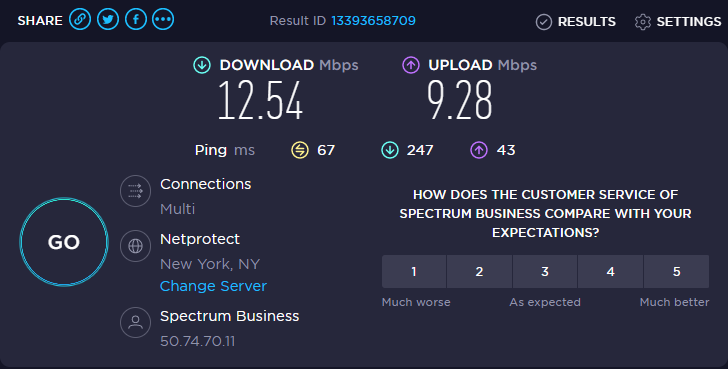 SHARE Result ID 13393658709 RESULTS SETTINGS
DOWNLOAD Mbps UPLOAD Mbps
12.54 9.28
Ping ms 67 247 43
GO
Connections
Multi
Netprotect
New York, NY
Change Server
Spectrum Business
50.74.70.11
HOW DOES THE CUSTOMER SERVICE OF
SPECTRUM BUSINESS COMPARE WITH YOUR
EXPECTATIONS?
1 2 3 4 5
Much worse As expected Much better